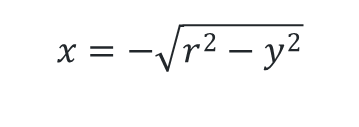 x = −√(r² − y²)